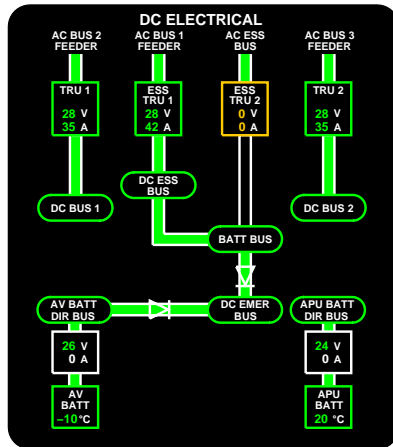 DC ELECTRICAL
AC BUS 2
FEEDER
AC BUS 1
FEEDER
AC ESS
BUS
AC BUS 3
FEEDER
TRU 1
28 V
35 A
ESS
TRU 1
28 V
42 A
ESS
TRU 2
0 V
0 A
TRU 2
28 V
35 A
DC ESS
BUS
DC BUS 1
DC BUS 2
BATT BUS
AV BATT
DIR BUS
DC EMER
BUS
APU BATT
DIR BUS
26 V
0 A
24 V
0 A
AV
BATT
–10°C
APU
BATT
20 °C